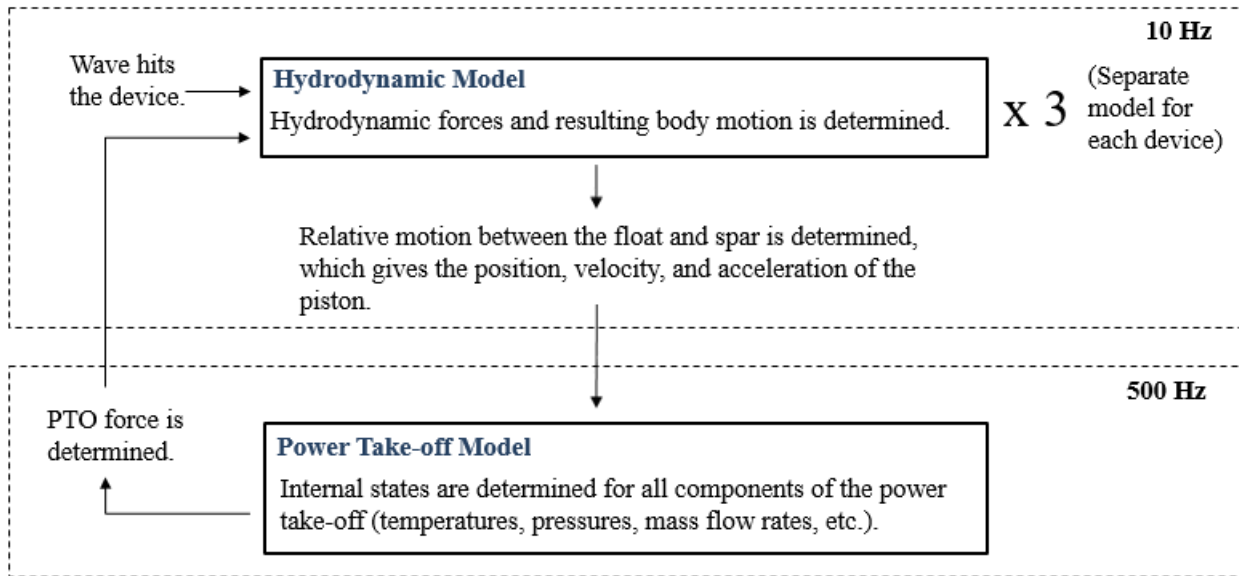 10 Hz
Wave hits
the device.
Hydrodynamic Model
Hydrodynamic forces and resulting body motion is determined.
x 3
(Separate
model for
each device)
Relative motion between the float and spar is determined,
which gives the position, velocity, and acceleration of the
piston.
500 Hz
PTO force is
determined.
Power Take-off Model
Internal states are determined for all components of the power
take-off (temperatures, pressures, mass flow rates, etc.).